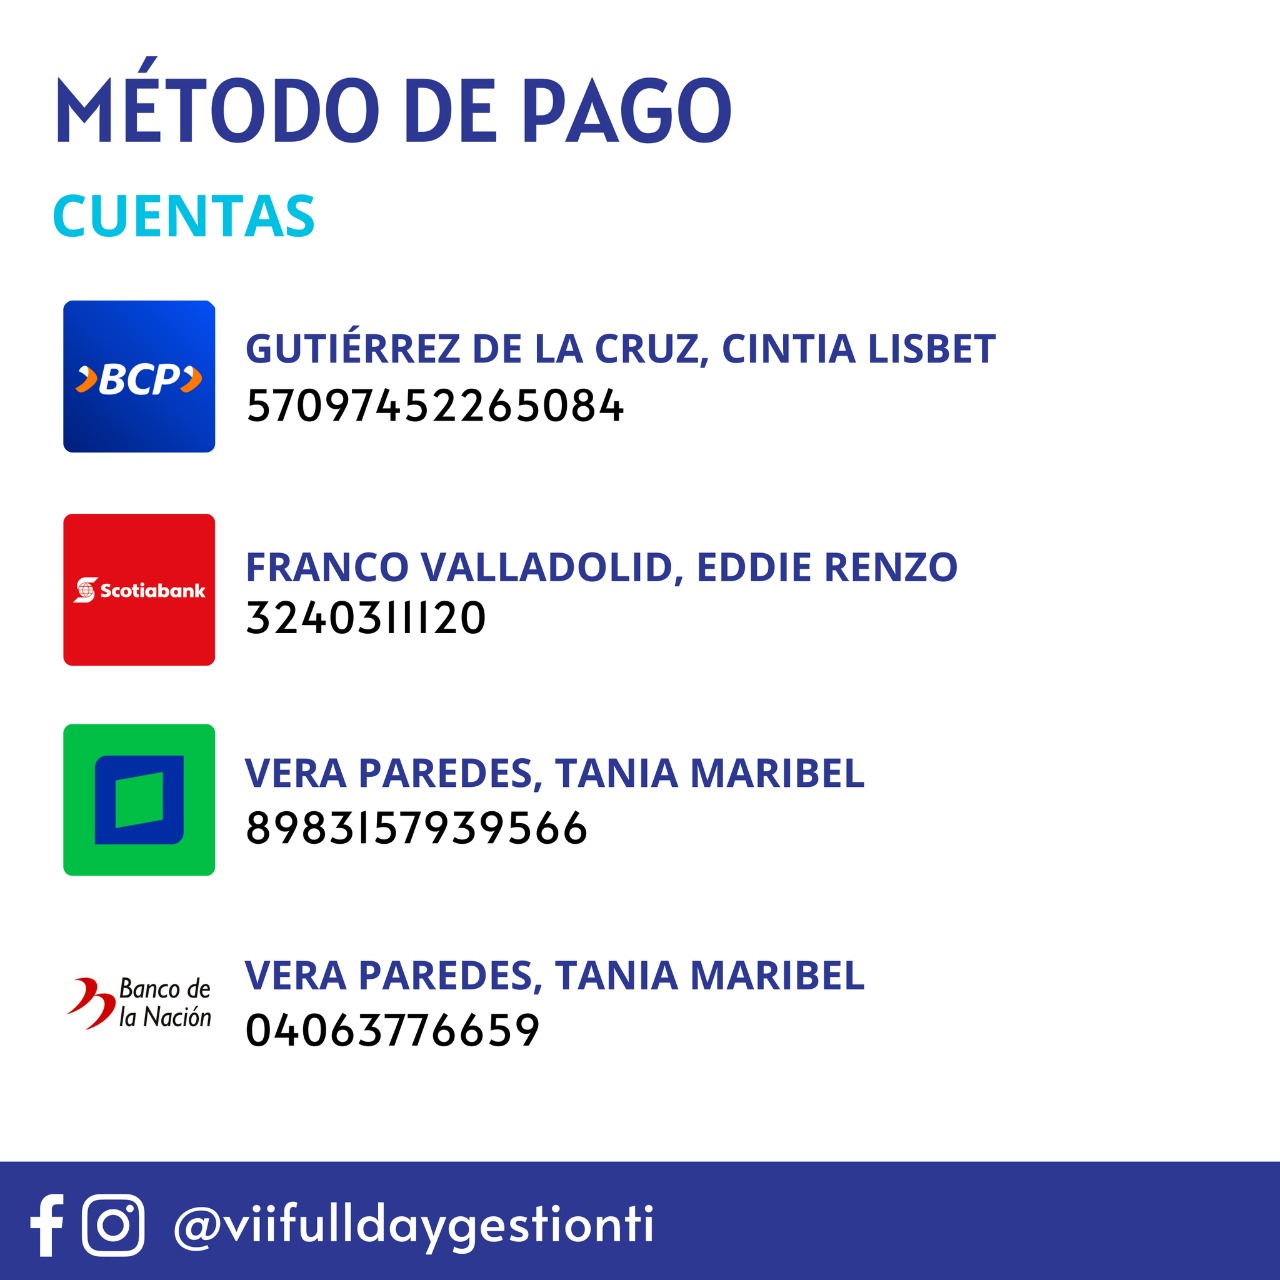 MÉTODO DE PAGO
CUENTAS
BCP
GUTIÉRREZ DE LA CRUZ, CINTIA LISBET
57097452265084
Scotiabank
FRANCO VALLADOLID, EDDIE RENZO
3240311120
VERA PAREDES, TANIA MARIBEL
8983157939566
Banco de
la Nación
VERA PAREDES, TANIA MARIBEL
04063776659
@viifulldaygestionti